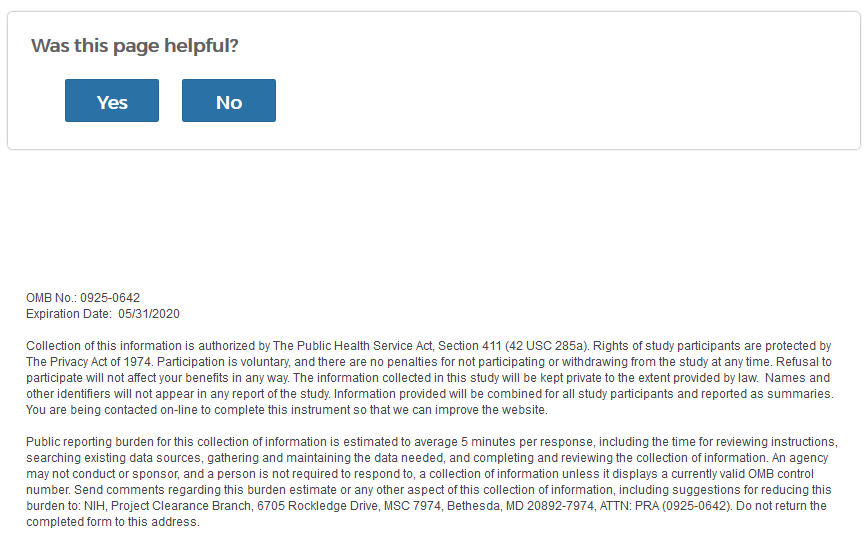 Was this page helpful?
Yes No
OMB No.: 0925-0642
Expiration Date:  05/31/2020
Collection of this information is authorized by The Public Health Service Act, Section 411 (42 USC 285a). Rights of study participants are protected by
The Privacy Act of 1974. Participation is voluntary, and there are no penalties for not participating or withdrawing from the study at any time. Refusal to
participate will not affect your benefits in any way. The information collected in this study will be kept private to the extent provided by law.  Names and
other identifiers will not appear in any report of the study. Information provided will be combined for all study participants and reported as summaries.
You are being contacted on-line to complete this instrument so that we can improve the website.
Public reporting burden for this collection of information is estimated to average 5 minutes per response, including the time for reviewing instructions,
searching existing data sources, gathering and maintaining the data needed, and completing and reviewing the collection of information. An agency
may not conduct or sponsor, and a person is not required to respond to, a collection of information unless it displays a currently valid OMB control
number. Send comments regarding this burden estimate or any other aspect of this collection of information, including suggestions for reducing this
burden to: NIH, Project Clearance Branch, 6705 Rockledge Drive, MSC 7974, Bethesda, MD 20892-7974, ATTN: PRA (0925-0642). Do not return the
completed form to this address.